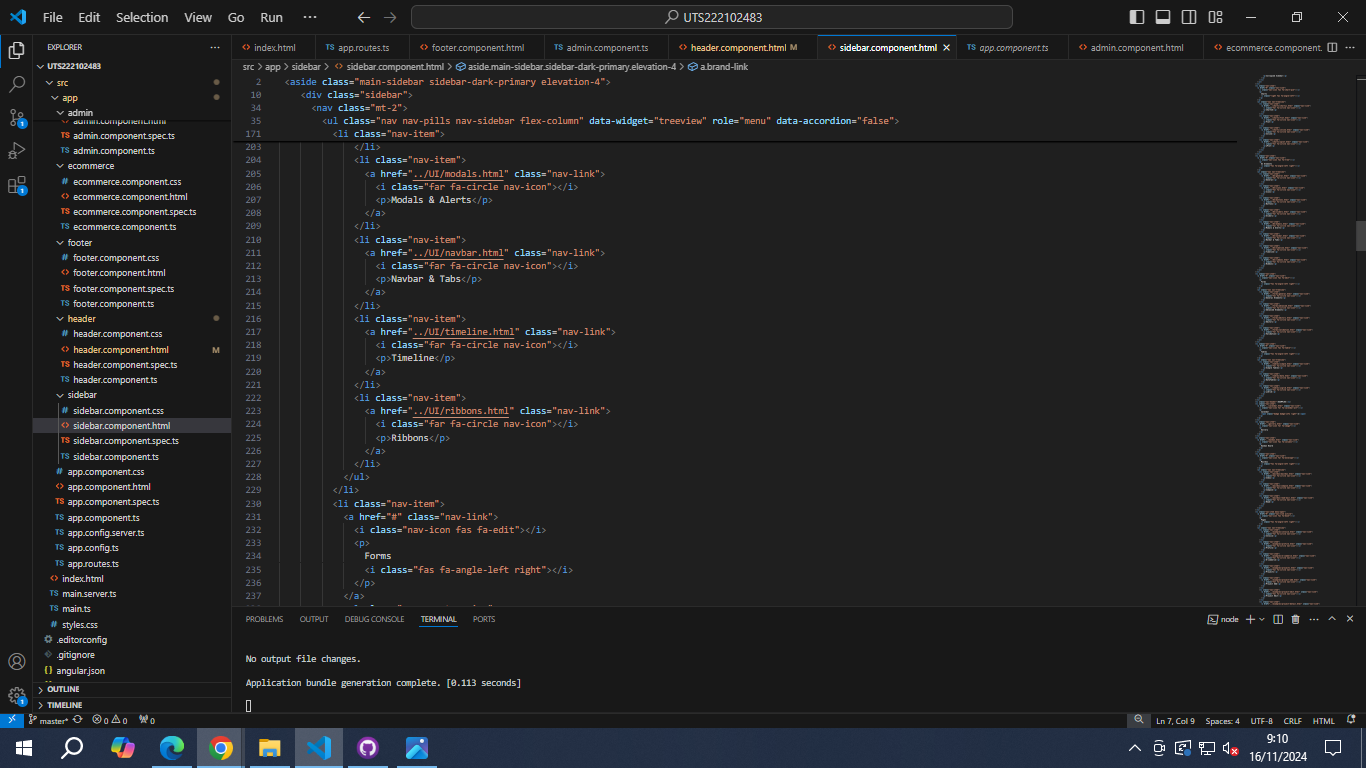 File Edit Selection View Go Run ··· UTS222102483
EXPLORER ···
UTS222102483
src
app
admin
admin.component.html
admin.component.spec.ts
admin.component.ts
ecommerce
ecommerce.component.css
ecommerce.component.html
ecommerce.component.spec.ts
ecommerce.component.ts
footer
footer.component.css
footer.component.html
footer.component.spec.ts
footer.component.ts
header
header.component.css
header.component.html M
header.component.spec.ts
header.component.ts
sidebar
sidebar.component.css
sidebar.component.html
sidebar.component.spec.ts
sidebar.component.ts
app.component.css
app.component.html
app.component.spec.ts
app.component.ts
app.config.server.ts
app.config.ts
app.routes.ts
index.html
main.server.ts
main.ts
styles.css
.editorconfig
.gitignore
angular.json
OUTLINE
TIMELINE
index.html app.routes.ts footer.component.html admin.component.ts header.component.html M sidebar.component.html app.component.ts admin.component.html ecommerce.component.
src > app > sidebar > sidebar.component.html > aside.main-sidebar.sidebar-dark-primary.elevation-4 > a.brand-link
2 <aside class="main-sidebar sidebar-dark-primary elevation-4">
10 <div class="sidebar">
34 <nav class="mt-2">
35 <ul class="nav nav-pills nav-sidebar flex-column" data-widget="treeview" role="menu" data-accordion="false">
171 <li class="nav-item">
203 </li>
204 <li class="nav-item">
205 <a href="../UI/modals.html" class="nav-link">
206 <i class="far fa-circle nav-icon"></i>
207 <p>Modals & Alerts</p>
208 </a>
209 </li>
210 <li class="nav-item">
211 <a href="../UI/navbar.html" class="nav-link">
212 <i class="far fa-circle nav-icon"></i>
213 <p>Navbar & Tabs</p>
214 </a>
215 </li>
216 <li class="nav-item">
217 <a href="../UI/timeline.html" class="nav-link">
218 <i class="far fa-circle nav-icon"></i>
219 <p>Timeline</p>
220 </a>
221 </li>
222 <li class="nav-item">
223 <a href="../UI/ribbons.html" class="nav-link">
224 <i class="far fa-circle nav-icon"></i>
225 <p>Ribbons</p>
226 </a>
227 </li>
228 </ul>
229 </li>
230 <li class="nav-item">
231 <a href="#" class="nav-link">
232 <i class="nav-icon fas fa-edit"></i>
233 <p>
234 Forms
235 <i class="fas fa-angle-left right"></i>
236 </p>
237 </a>
PROBLEMS OUTPUT DEBUG CONSOLE TERMINAL PORTS node
No output file changes.
Application bundle generation complete. [0.113 seconds]
master* 0 0 0 Ln 7, Col 9 Spaces: 4 UTF-8 CRLF HTML
9:10
16/11/2024